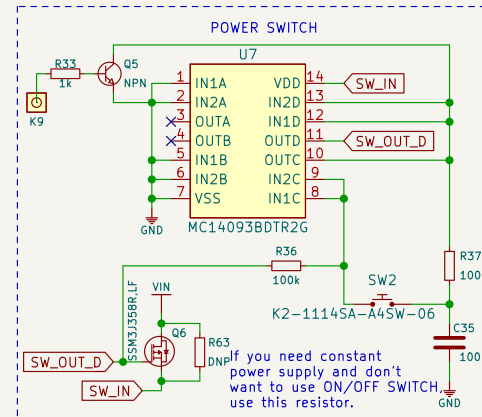 POWER SWITCH
R33
1k
Q5
NPN
K9
U7
1 IN1A VDD 14 SW_IN
2 IN2A IN2D 13
3 OUTA IN1D 12
4 OUTB OUTD 11 SW_OUT_D
5 IN1B OUTC 10
6 IN2B IN2C 9
7 VSS IN1C 8
GND
MC14093BDTR2G
R36
100k
R37
100
SW2
K2-1114SA-A4SW-06
SSM3J358R,LF
VIN
Q6
R63
DNP
C35
100
SW_OUT_D
SW_IN
If you need constant
power supply and don't
want to use ON/OFF SWITCH,
use this resistor.
GND